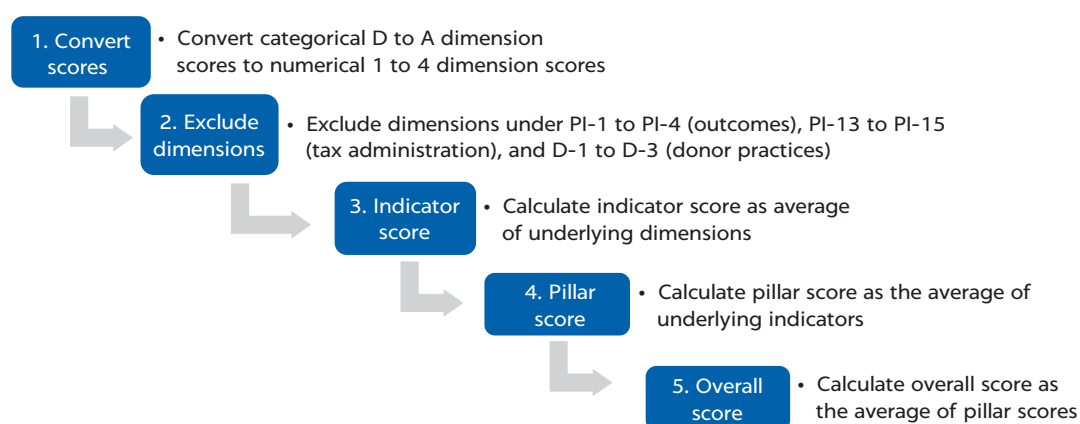 1. Convert
scores
• Convert categorical D to A dimension
scores to numerical 1 to 4 dimension scores
2. Exclude
dimensions
• Exclude dimensions under PI-1 to PI-4 (outcomes), PI-13 to PI-15
(tax administration), and D-1 to D-3 (donor practices)
3. Indicator
score
• Calculate indicator score as average
of underlying dimensions
4. Pillar
score
• Calculate pillar score as the average of
underlying indicators
5. Overall
score
• Calculate overall score as
the average of pillar scores